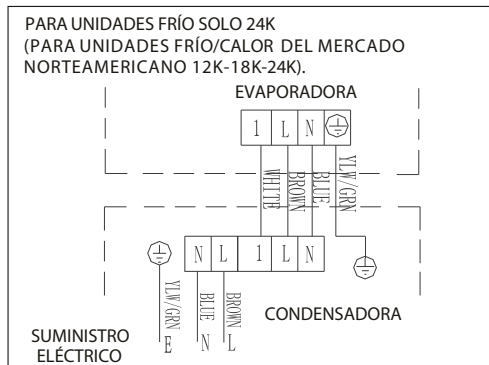 PARA UNIDADES FRÍO SOLO 24K
(PARA UNIDADES FRÍO/CALOR DEL MERCADO
NORTEAMERICANO 12K-18K-24K).
EVAPORADORA
1 L N
WHITE BROWN BLUE YLW/GRN
N L 1 L N
YLW/GRN BLUE BROWN
CONDENSADORA
SUMINISTRO
ELÉCTRICO
E N L